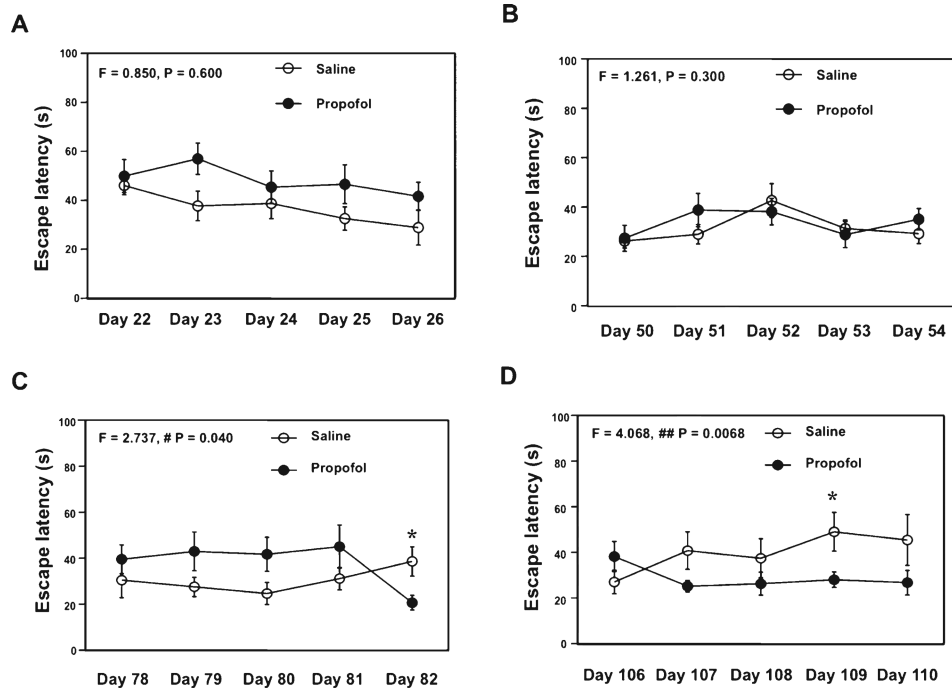 A
F = 0.850, P = 0.600
Saline
Propofol
Escape latency (s)
100
80
60
40
20
0
Day 22 Day 23 Day 24 Day 25 Day 26
B
F = 1.261, P = 0.300
Saline
Propofol
Escape latency (s)
100
80
60
40
20
0
Day 50 Day 51 Day 52 Day 53 Day 54
C
F = 2.737, # P = 0.040
Saline
Propofol
*
Escape latency (s)
100
80
60
40
20
0
Day 78 Day 79 Day 80 Day 81 Day 82
D
F = 4.068, ## P = 0.0068
Saline
Propofol
*
Escape latency (s)
100
80
60
40
20
0
Day 106 Day 107 Day 108 Day 109 Day 110